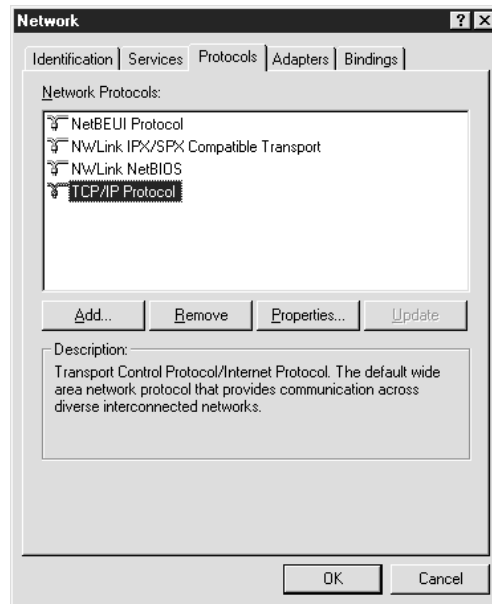 Network
Identification Services Protocols Adapters Bindings
Network Protocols:
NetBEUI Protocol
NWLink IPX/SPX Compatible Transport
NWLink NetBIOS
TCP/IP Protocol
Add... Remove Properties... Update
Description:
Transport Control Protocol/Internet Protocol. The default wide
area network protocol that provides communication across
diverse interconnected networks.
OK Cancel